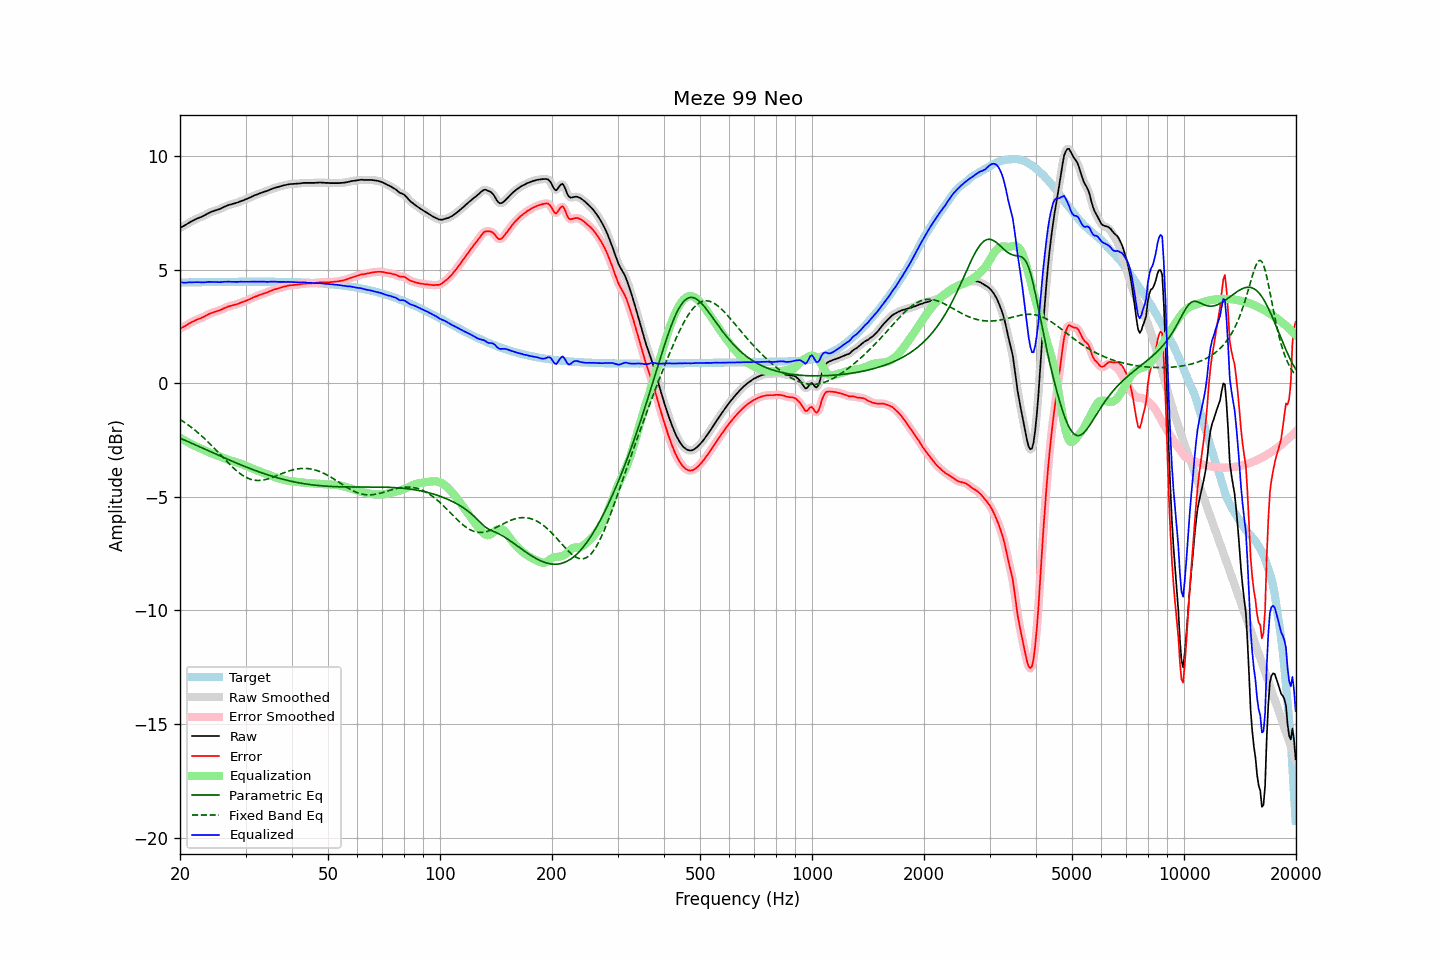 Meze 99 Neo
Amplitude (dBr)
10
5
0
−5
−10
−15
−20
Target
Raw Smoothed
Error Smoothed
Raw
Error
Equalization
Parametric Eq
Fixed Band Eq
Equalized
20 50 100 200 500 1000 2000 5000 10000 20000
Frequency (Hz)